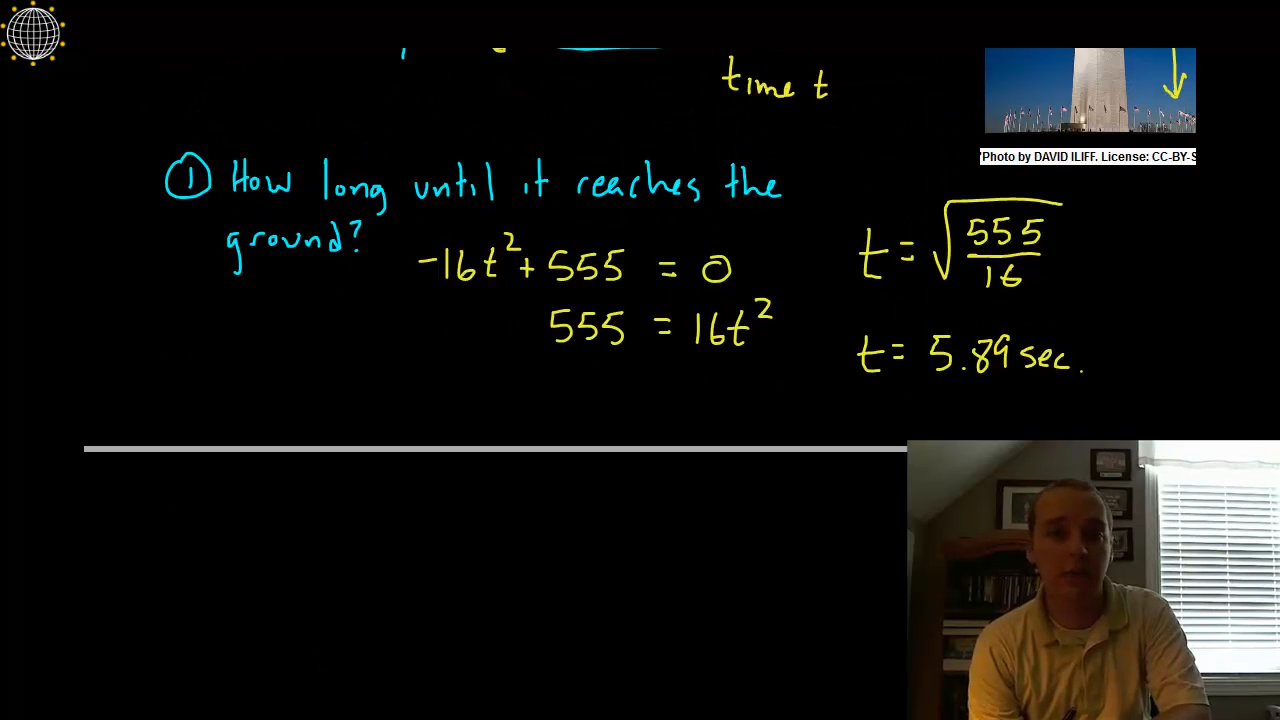 time t
"Photo by DAVID ILIFF. License: CC-BY-S
① How long until it reaches the
ground?
-16t² + 555 = 0
555 = 16t²
t = √555/16
t = 5.89 sec.